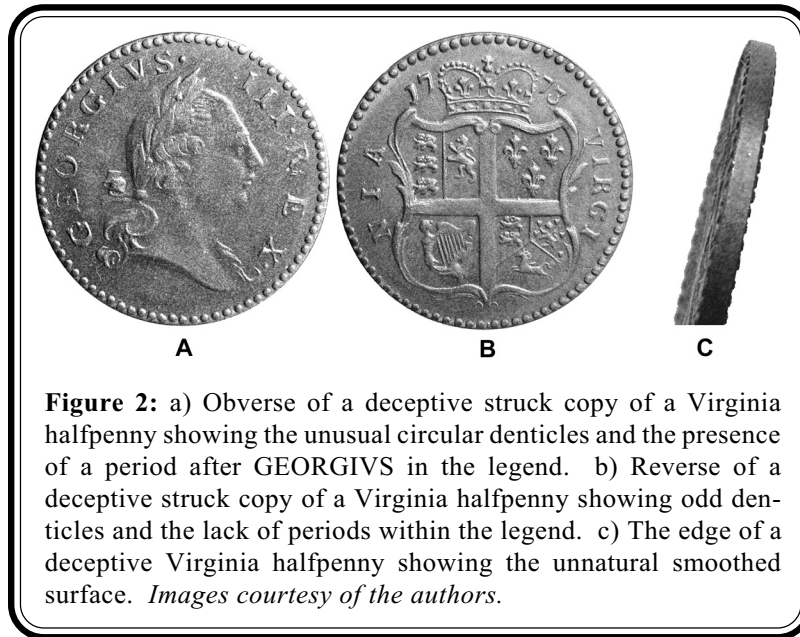 GEORGIVS. III.REX.
1773
VIRGI NIA
A
B
C
Figure 2: a) Obverse of a deceptive struck copy of a Virginia
halfpenny showing the unusual circular denticles and the presence
of a period after GEORGIVS in the legend. b) Reverse of a
deceptive struck copy of a Virginia halfpenny showing odd den-
ticles and the lack of periods within the legend. c) The edge of a
deceptive Virginia halfpenny showing the unnatural smoothed
surface. Images courtesy of the authors.